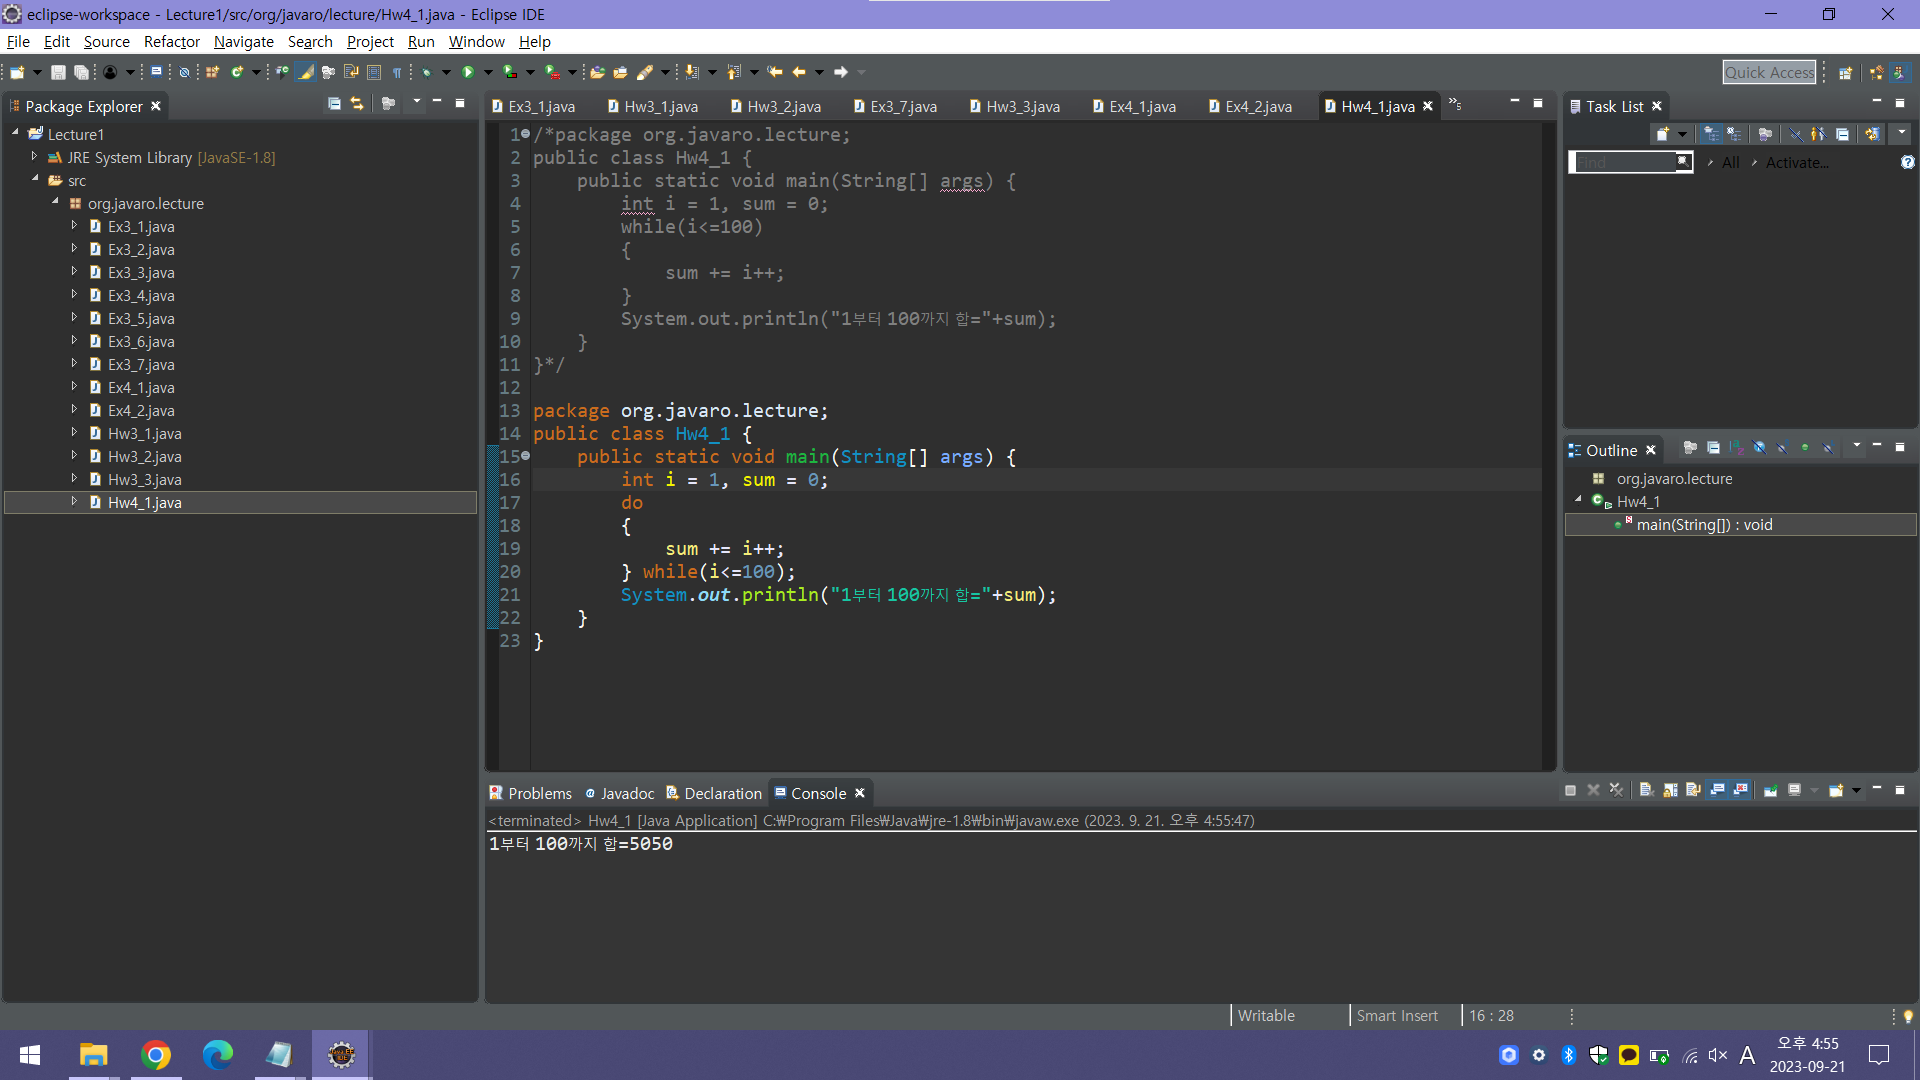 eclipse-workspace - Lecture1/src/org/javaro/lecture/Hw4_1.java - Eclipse IDE
File Edit Source Refactor Navigate Search Project Run Window Help
Quick Access
Package Explorer
Lecture1
JRE System Library [JavaSE-1.8]
src
org.javaro.lecture
Ex3_1.java
Ex3_2.java
Ex3_3.java
Ex3_4.java
Ex3_5.java
Ex3_6.java
Ex3_7.java
Ex4_1.java
Ex4_2.java
Hw3_1.java
Hw3_2.java
Hw3_3.java
Hw4_1.java
Ex3_1.java Hw3_1.java Hw3_2.java Ex3_7.java Hw3_3.java Ex4_1.java Ex4_2.java Hw4_1.java »5
1 /*package org.javaro.lecture;
2 public class Hw4_1 {
3     public static void main(String[] args) {
4         int i = 1, sum = 0;
5         while(i<=100)
6         {
7             sum += i++;
8         }
9         System.out.println("1부터 100까지 합="+sum);
10     }
11 }*/
12
13 package org.javaro.lecture;
14 public class Hw4_1 {
15     public static void main(String[] args) {
16         int i = 1, sum = 0;
17         do
18         {
19             sum += i++;
20         } while(i<=100);
21         System.out.println("1부터 100까지 합="+sum);
22     }
23 }
Task List
Find
All
Activate...
Outline
org.javaro.lecture
Hw4_1
main(String[]) : void
Problems @ Javadoc Declaration Console
<terminated> Hw4_1 [Java Application] C:₩Program Files₩Java₩jre-1.8₩bin₩javaw.exe (2023. 9. 21. 오후 4:55:47)
1부터 100까지 합=5050
Writable Smart Insert 16 : 28
A
오후 4:55
2023-09-21